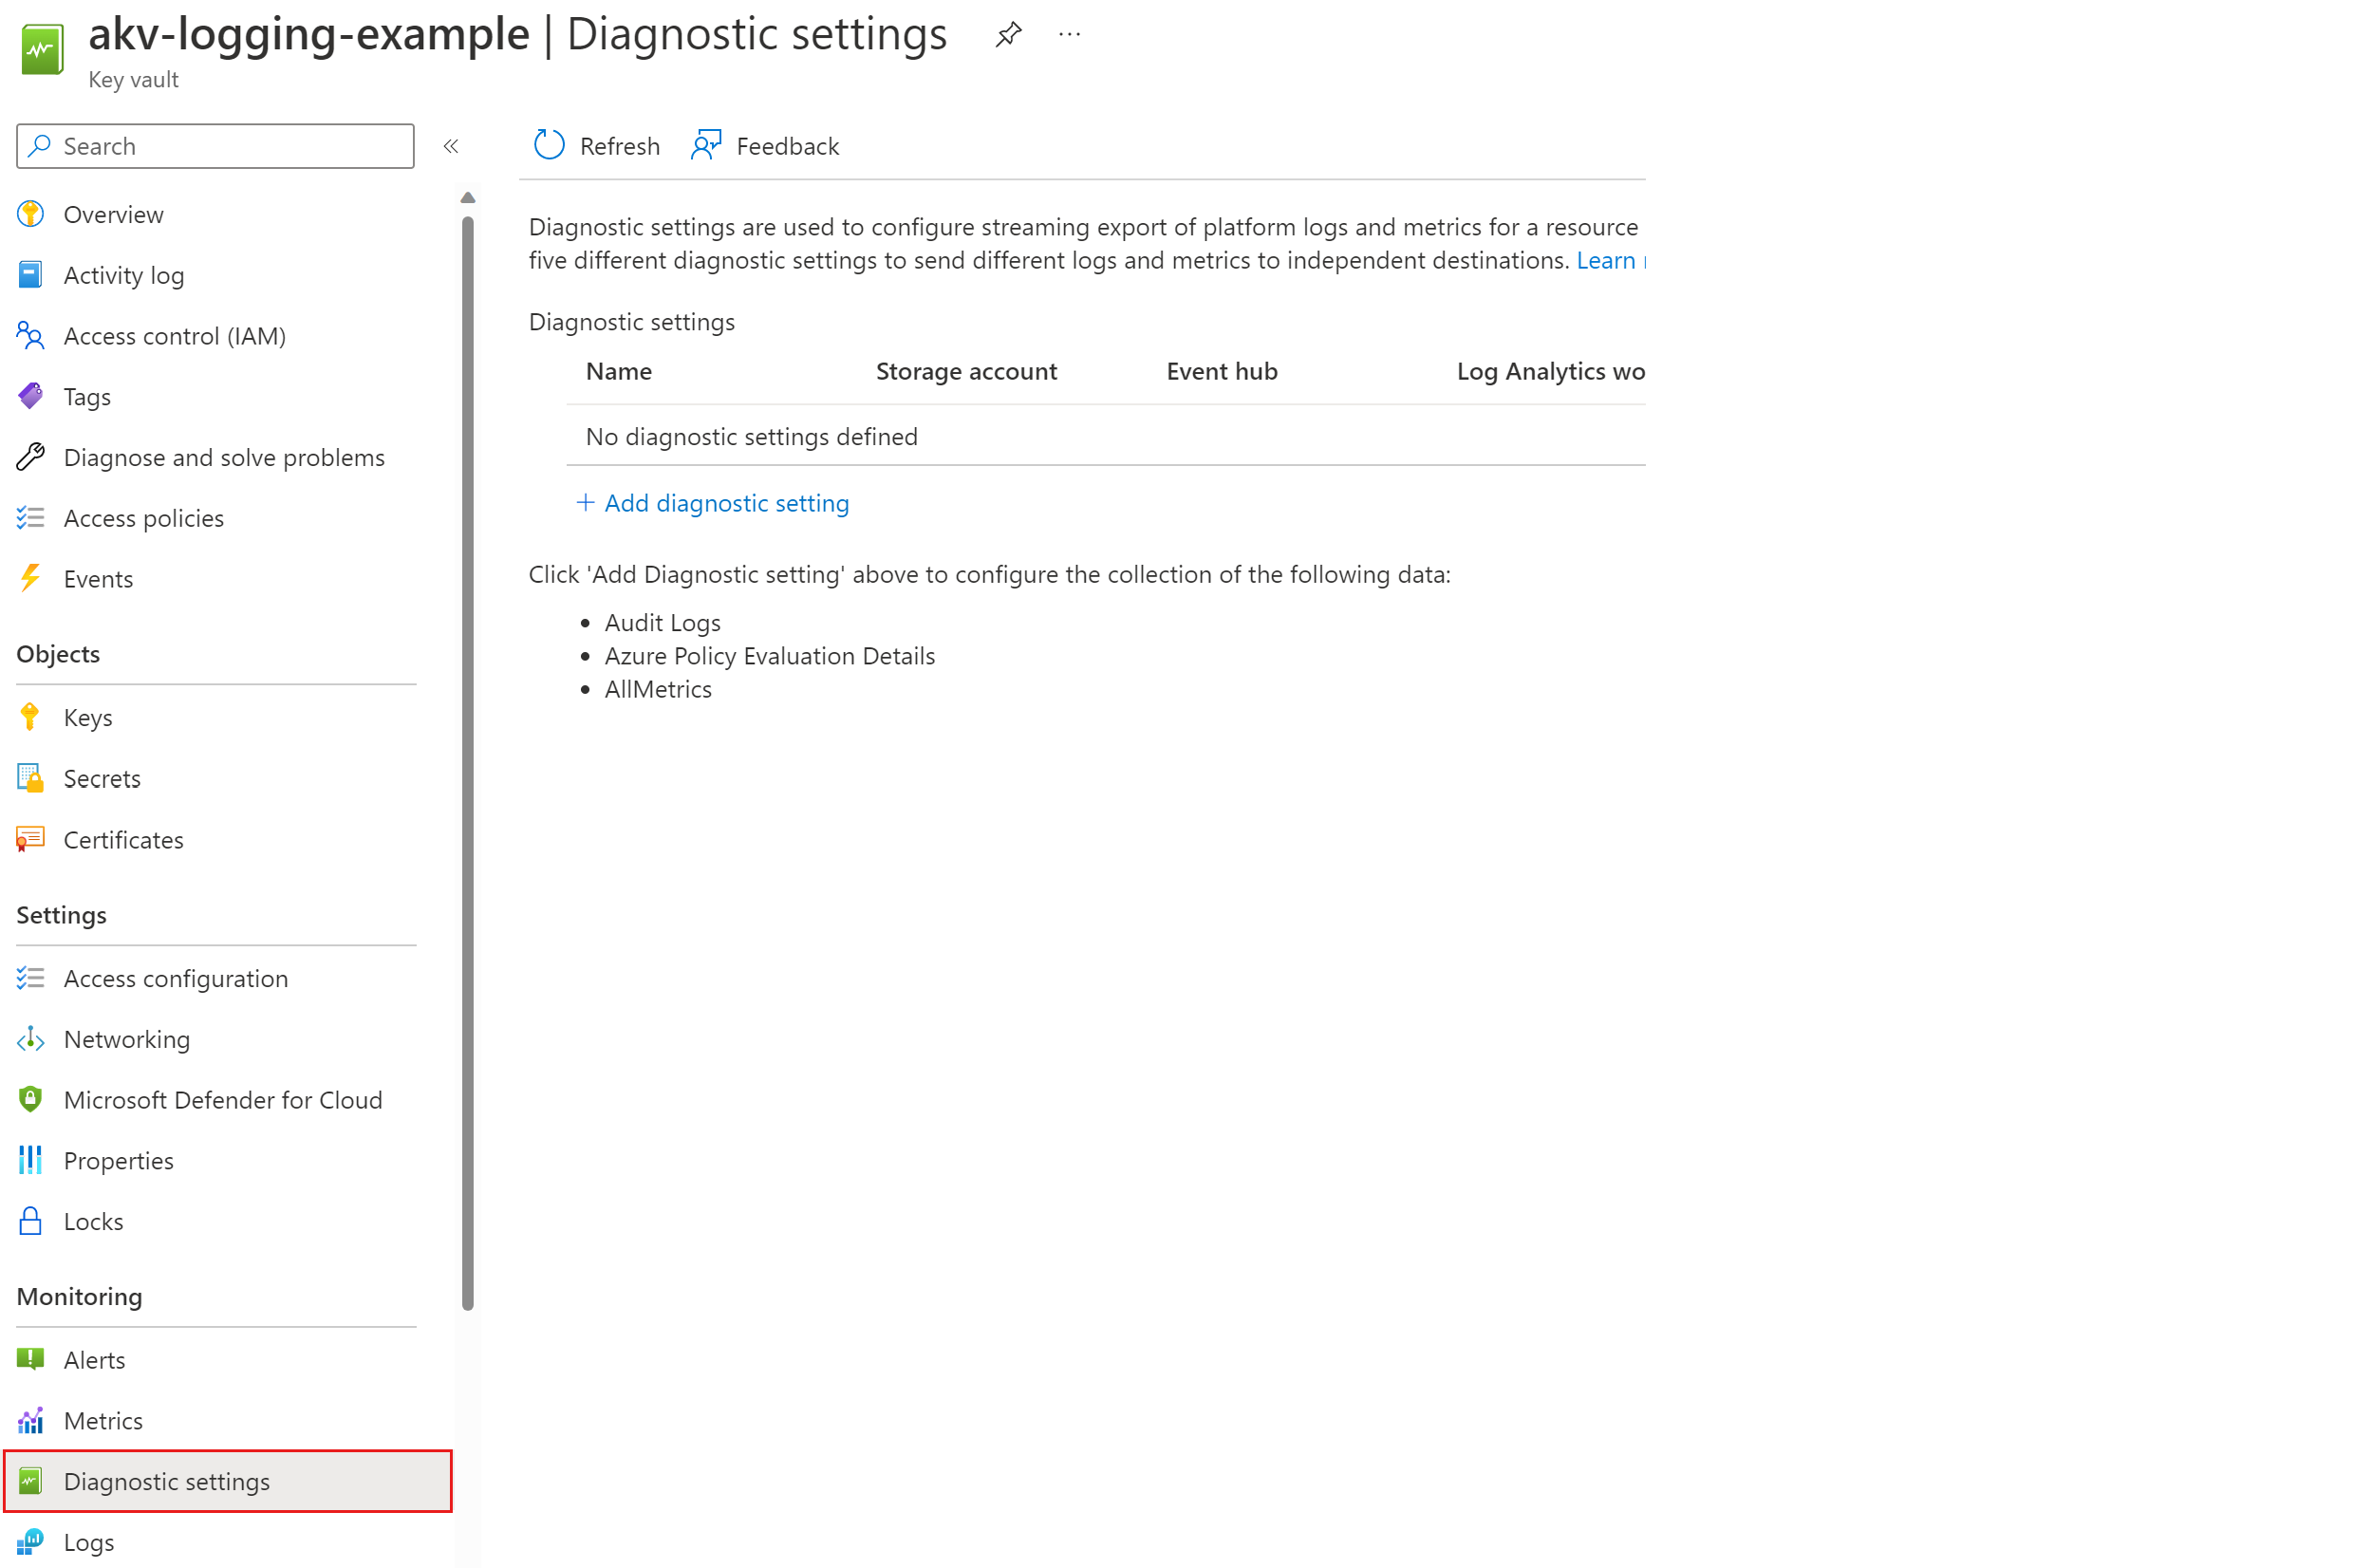 akv-logging-example | Diagnostic settings
Key vault
Search
Refresh
Feedback
Overview
Activity log
Access control (IAM)
Tags
Diagnose and solve problems
Access policies
Events
Objects
Keys
Secrets
Certificates
Settings
Access configuration
Networking
Microsoft Defender for Cloud
Properties
Locks
Monitoring
Alerts
Metrics
Diagnostic settings
Logs
Diagnostic settings are used to configure streaming export of platform logs and metrics for a resource
five different diagnostic settings to send different logs and metrics to independent destinations. Learn
Diagnostic settings
Name Storage account Event hub Log Analytics wo
No diagnostic settings defined
+ Add diagnostic setting
Click 'Add Diagnostic setting' above to configure the collection of the following data:
• Audit Logs
• Azure Policy Evaluation Details
• AllMetrics